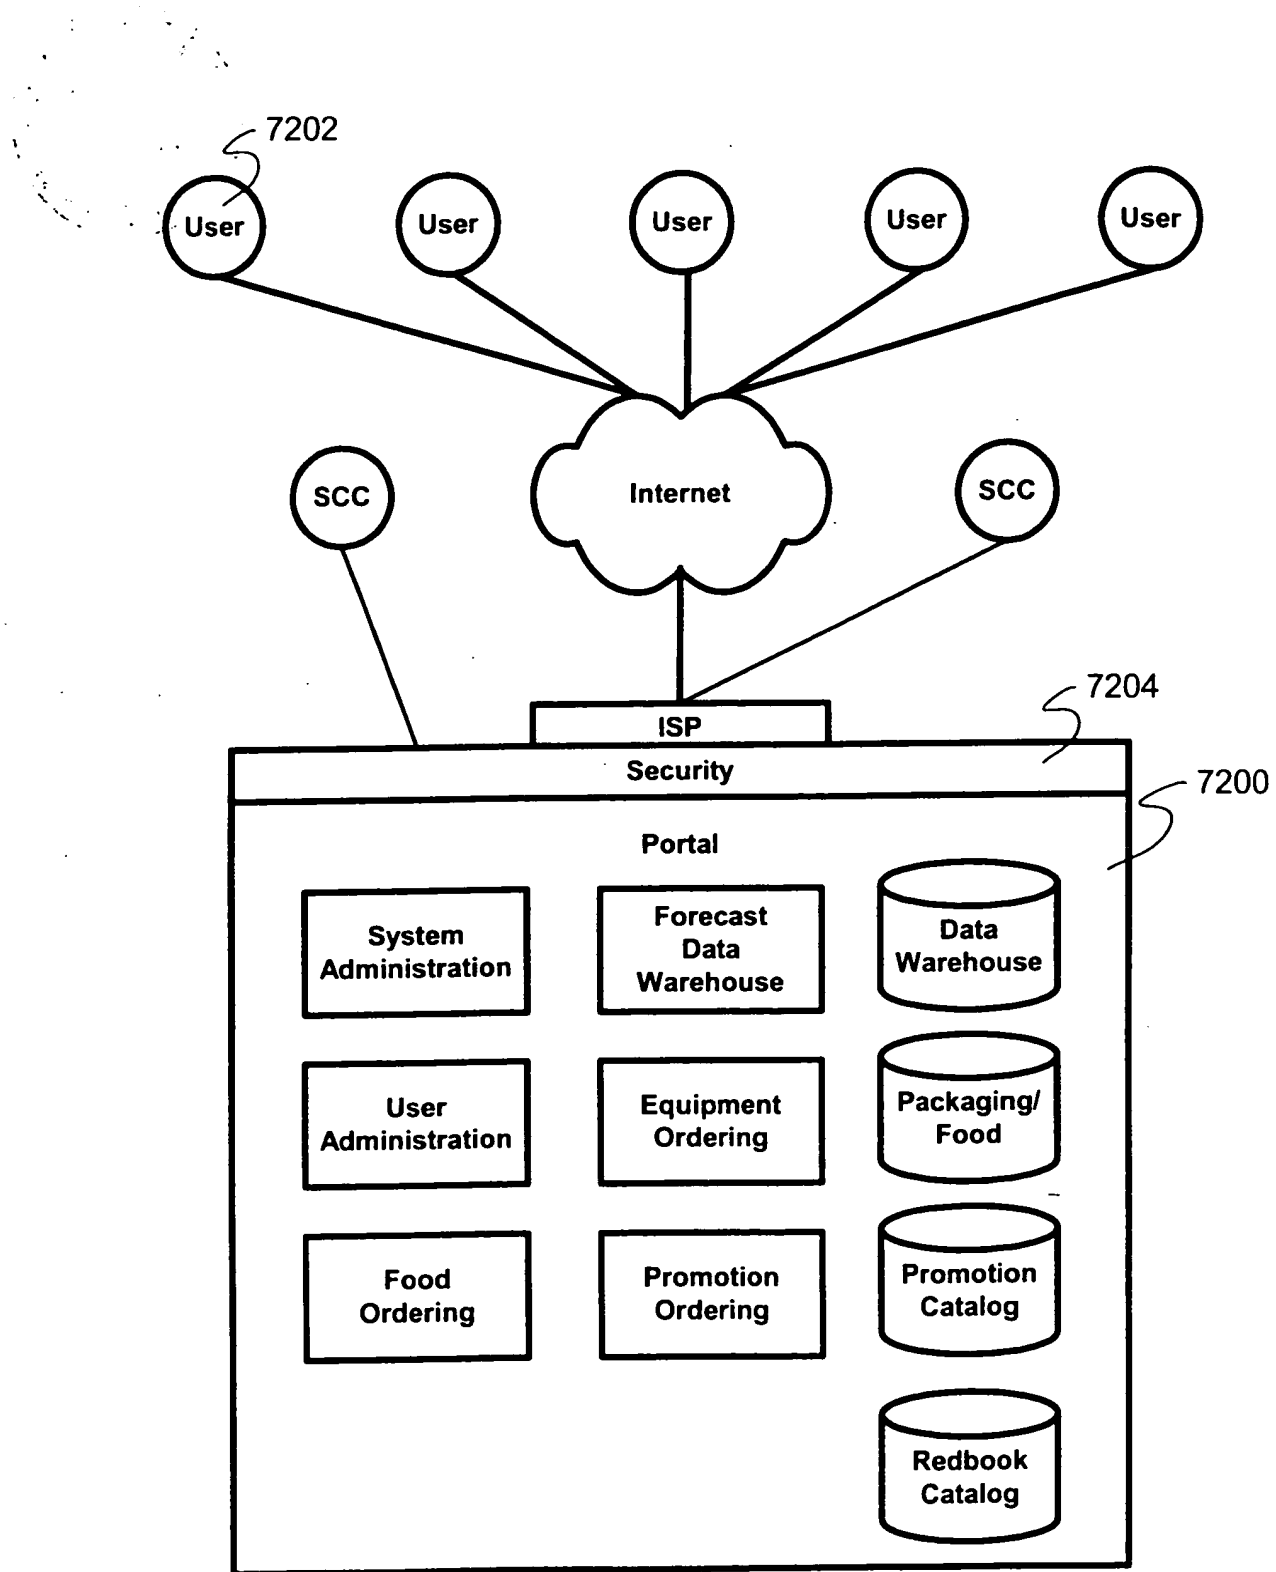 7202
User
User
User
User
User
SCC
Internet
SCC
7204
ISP
Security
7200
Portal
System
Administration
Forecast
Data
Warehouse
Data
Warehouse
User
Administration
Equipment
Ordering
Packaging/
Food
Food
Ordering
Promotion
Ordering
Promotion
Catalog
Redbook
Catalog